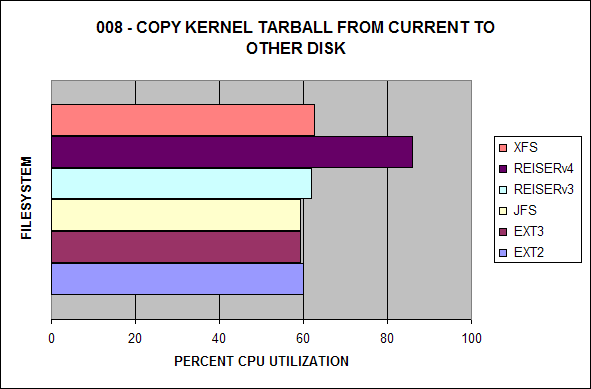 008 - COPY KERNEL TARBALL FROM CURRENT TO
OTHER DISK
FILESYSTEM
XFS
REISERv4
REISERv3
JFS
EXT3
EXT2
0 20 40 60 80 100
PERCENT CPU UTILIZATION